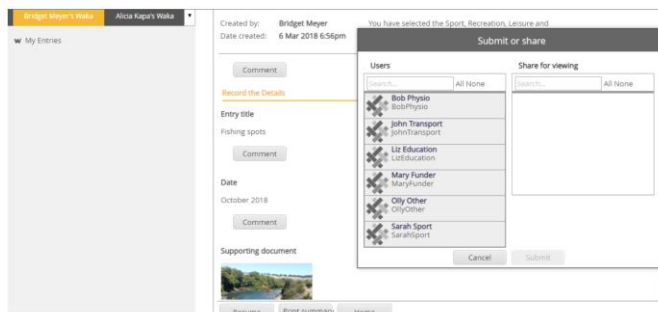 Bridget Meyer's Waka
Alicia Kapa's Waka
My Entries
Created by: Bridget Meyer
Date created: 6 Mar 2018 6:56pm
You have selected the Sport, Recreation, Leisure and
Comment
Record the Details
Entry title
Fishing spots
Comment
Date
October 2018
Comment
Supporting document
Resume
Print summary
Home
Submit or share
Users
Search...
All None
Bob Physio
BobPhysio
John Transport
JohnTransport
Liz Education
LizEducation
Mary Funder
MaryFunder
Olly Other
OllyOther
Sarah Sport
SarahSport
Share for viewing
Search...
All None
Cancel
Submit